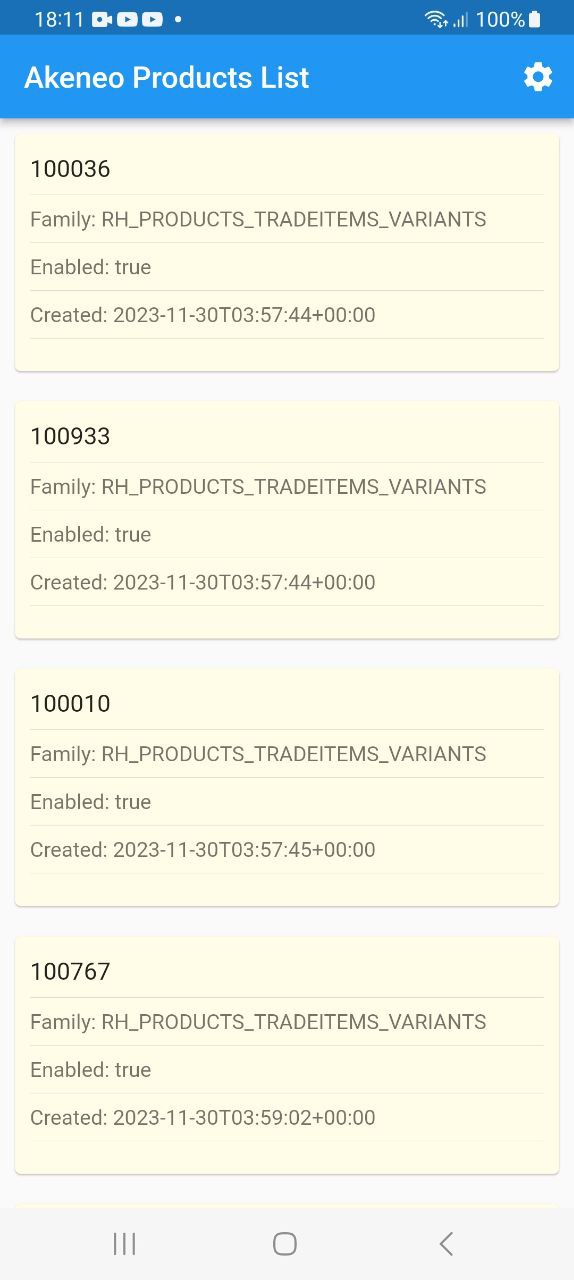 18:11 100%
Akeneo Products List
100036
Family: RH_PRODUCTS_TRADEITEMS_VARIANTS
Enabled: true
Created: 2023-11-30T03:57:44+00:00
100933
Family: RH_PRODUCTS_TRADEITEMS_VARIANTS
Enabled: true
Created: 2023-11-30T03:57:44+00:00
100010
Family: RH_PRODUCTS_TRADEITEMS_VARIANTS
Enabled: true
Created: 2023-11-30T03:57:45+00:00
100767
Family: RH_PRODUCTS_TRADEITEMS_VARIANTS
Enabled: true
Created: 2023-11-30T03:59:02+00:00